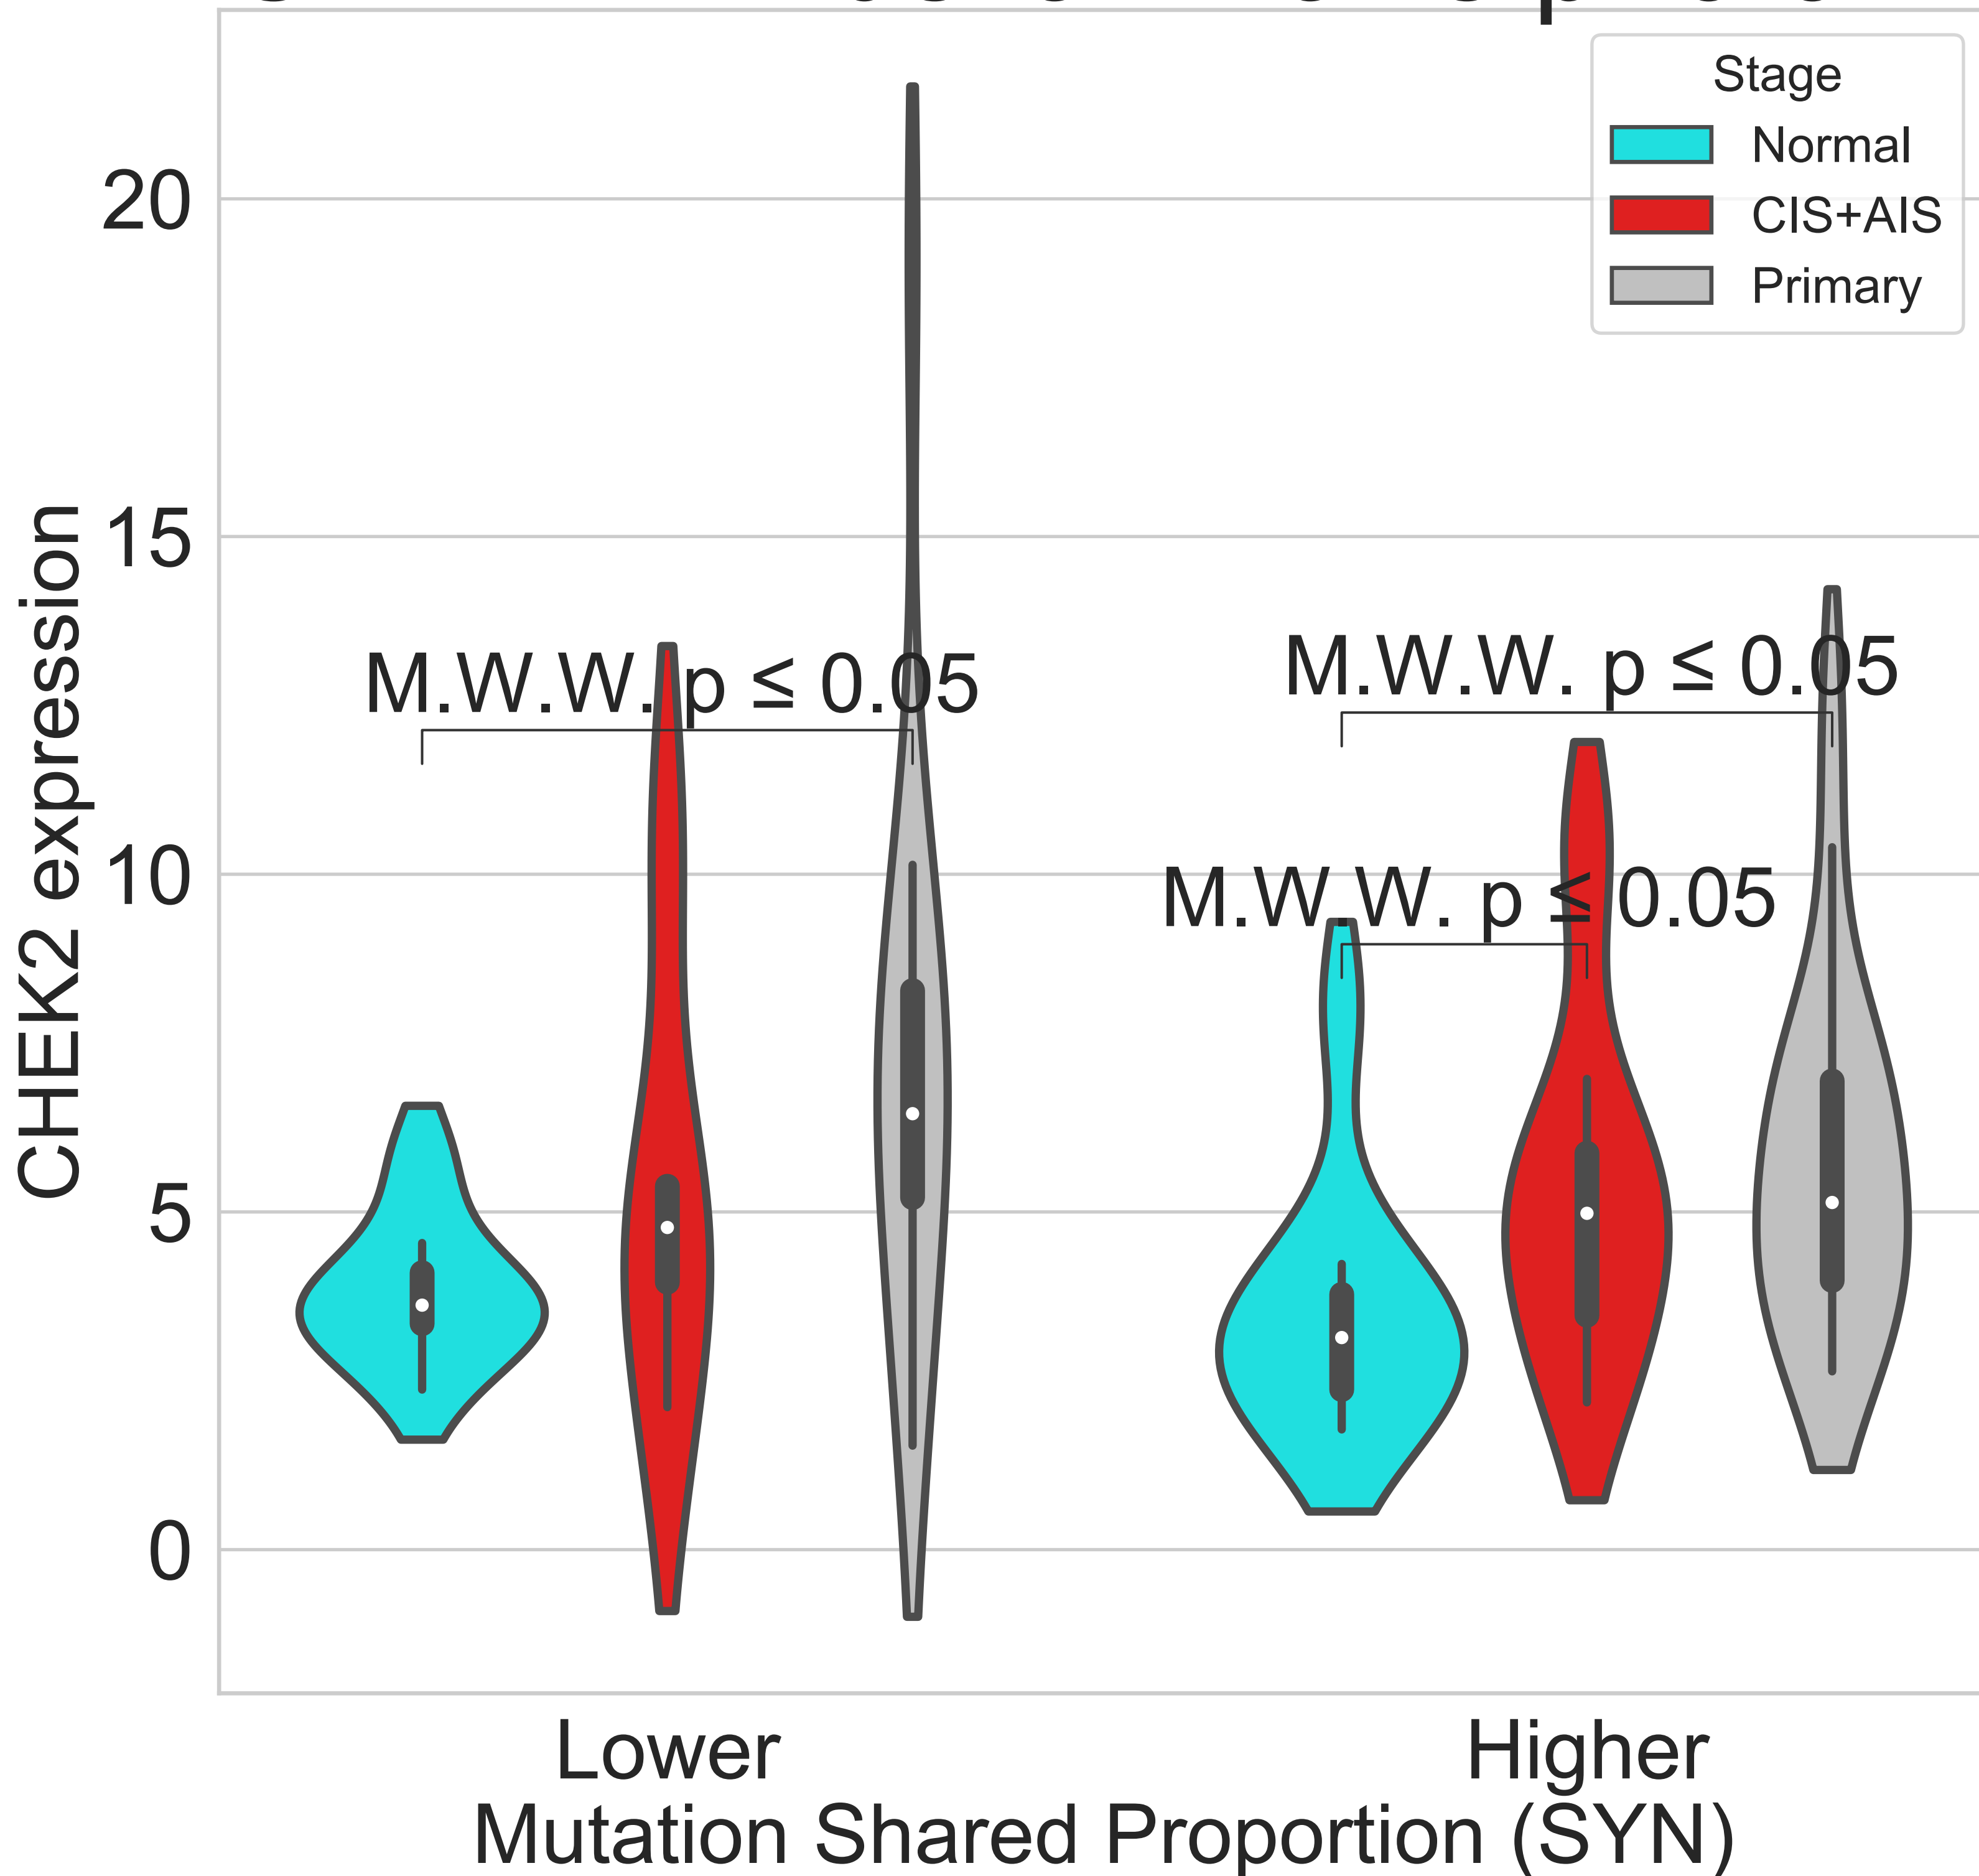 Stage
Normal
CIS+AIS
Primary
20
15
10
5
0
CHEK2 expression
M.W.W. p ≤ 0.05
M.W.W. p ≤ 0.05
M.W.W. p ≤ 0.05
Lower
Higher
Mutation Shared Proportion (SYN)